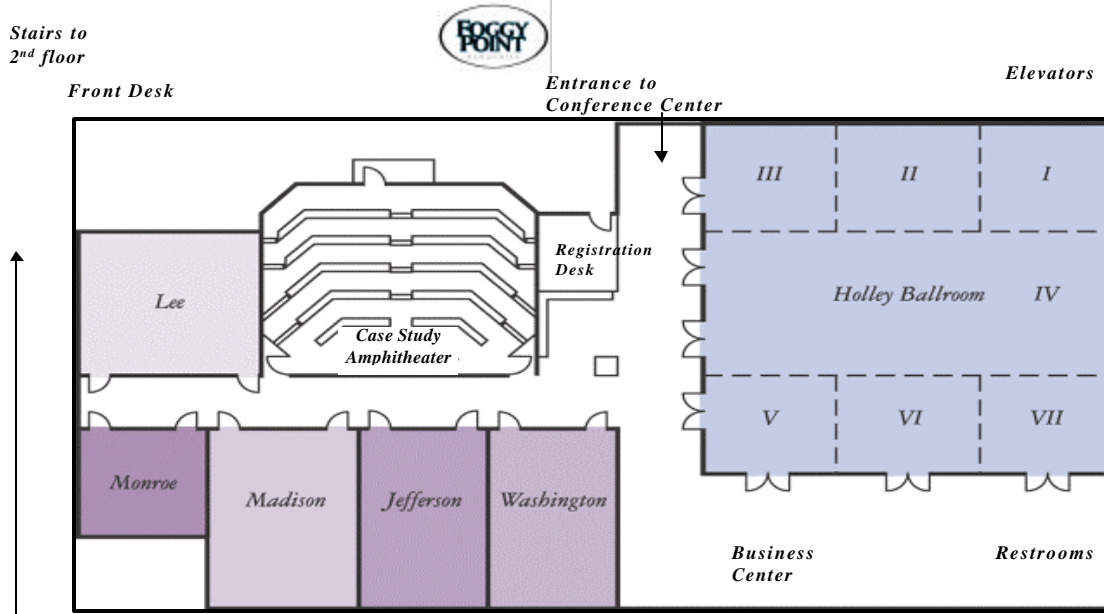 Stairs to
2nd floor
FOGGY
POINT
Front Desk
Entrance to
Conference Center
Elevators
III
II
I
Registration
Desk
Lee
Holley Ballroom
IV
Case Study
Amphitheater
V
VI
VII
Monroe
Madison
Jefferson
Washington
Business
Center
Restrooms